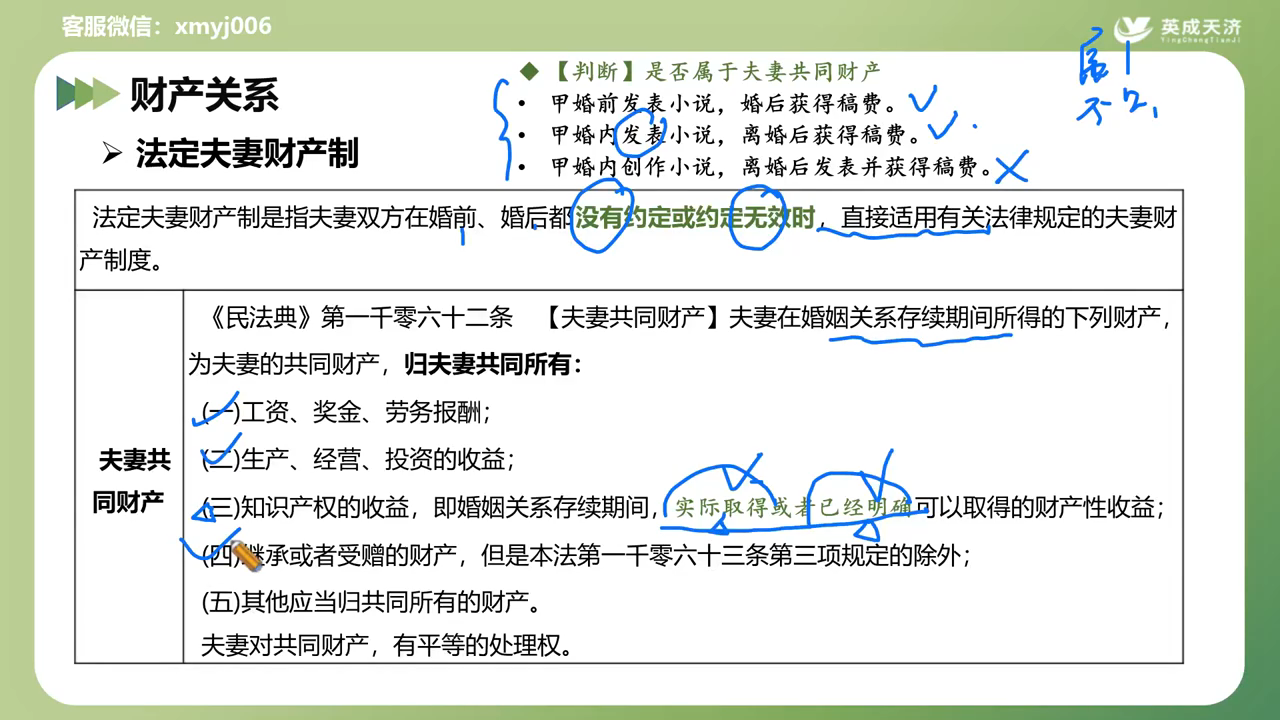 客服微信：xmyj006
英成天济
YingChengTianJi
财产关系
◆ 【判断】是否属于夫妻共同财产
• 甲婚前发表小说，婚后获得稿费。
• 甲婚内发表小说，离婚后获得稿费。
• 甲婚内创作小说，离婚后发表并获得稿费。
➢ 法定夫妻财产制
法定夫妻财产制是指夫妻双方在婚前、婚后都没有约定或约定无效时，直接适用有关法律规定的夫妻财
产制度。
夫妻共
同财产
《民法典》第一千零六十二条 【夫妻共同财产】夫妻在婚姻关系存续期间所得的下列财产，
为夫妻的共同财产，归夫妻共同所有：
(一)工资、奖金、劳务报酬；
(二)生产、经营、投资的收益；
(三)知识产权的收益，即婚姻关系存续期间，实际取得或者已经明确可以取得的财产性收益；
(四)继承或者受赠的财产，但是本法第一千零六十三条第三项规定的除外；
(五)其他应当归共同所有的财产。
夫妻对共同财产，有平等的处理权。